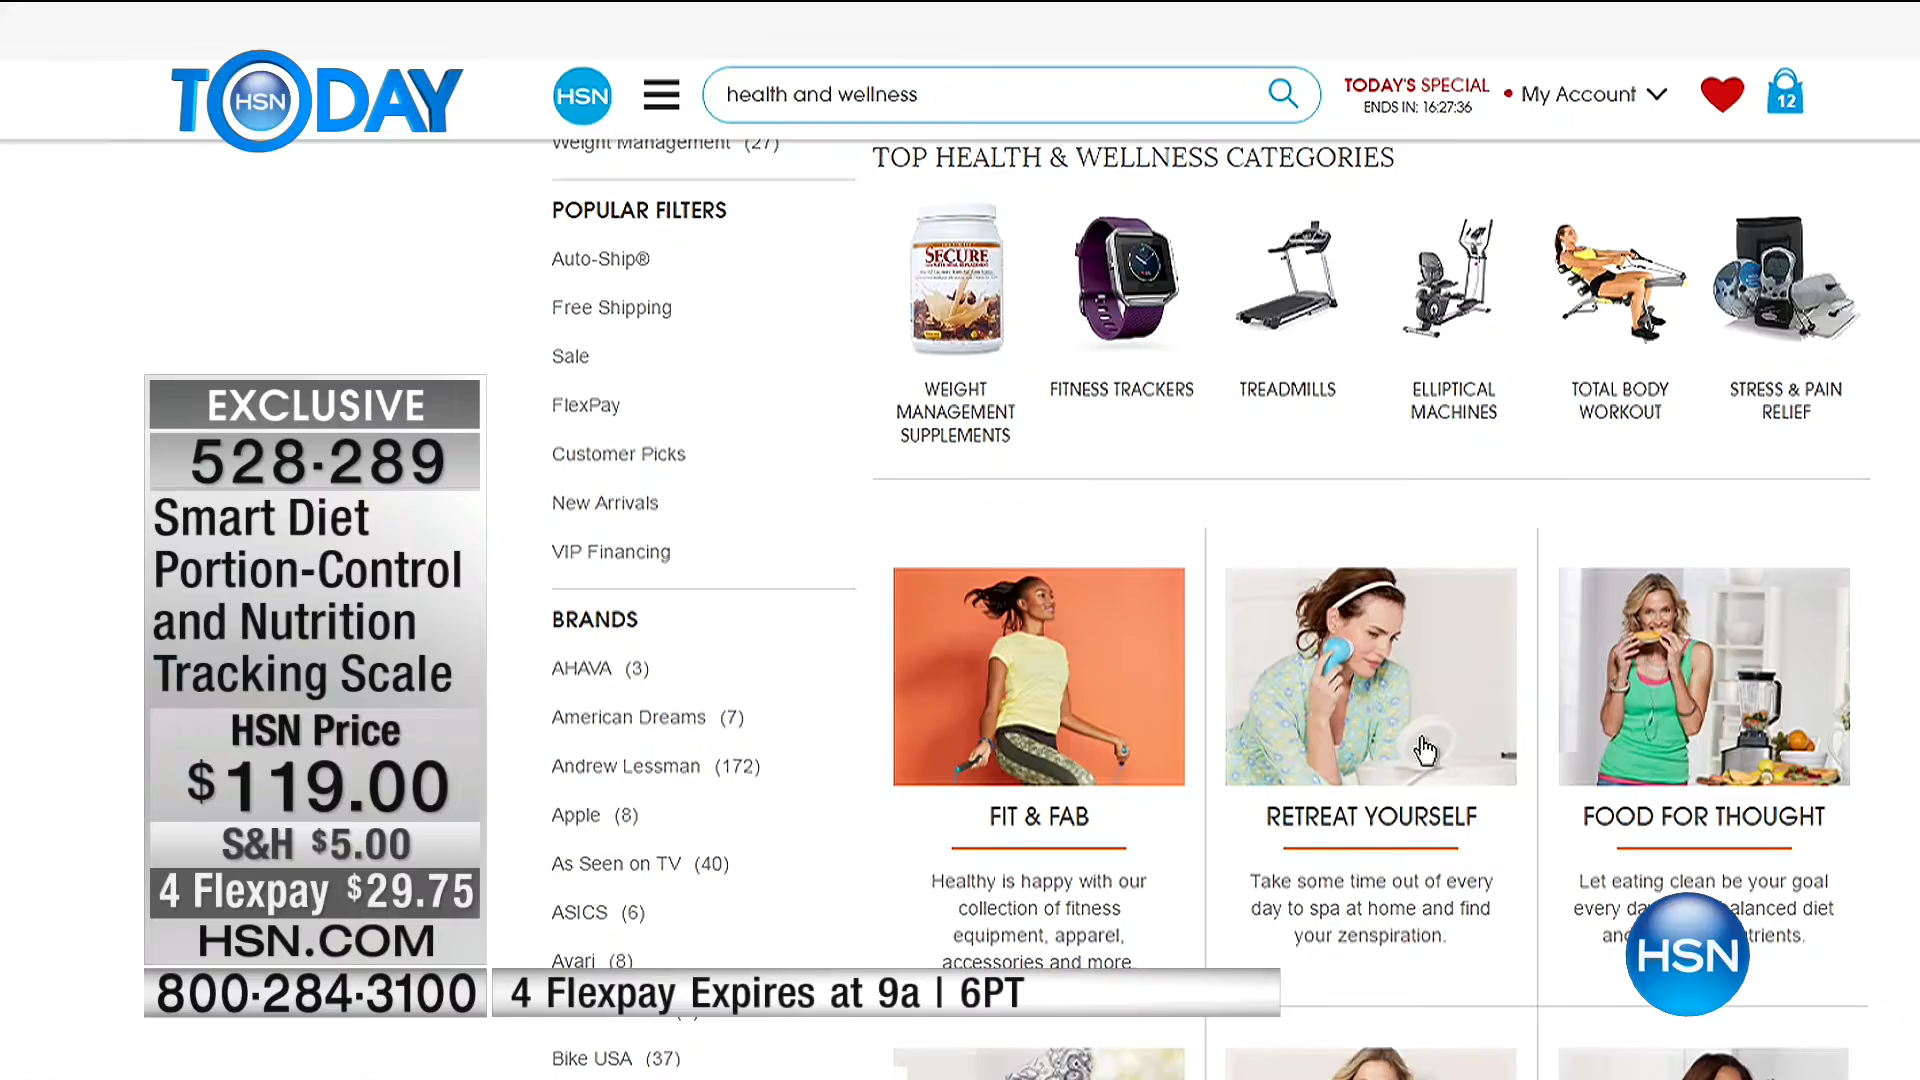 TODAY
HSN
HSN
health and wellness
TODAY'S SPECIAL
ENDS IN: 16:27:36
My Account
12
Weight Management (27)
POPULAR FILTERS
Auto-Ship®
Free Shipping
Sale
FlexPay
Customer Picks
New Arrivals
VIP Financing
BRANDS
AHAVA (3)
American Dreams (7)
Andrew Lessman (172)
Apple (8)
As Seen on TV (40)
ASICS (6)
Avari (8)
Bike USA (37)
TOP HEALTH & WELLNESS CATEGORIES
SECURE
WEIGHT
MANAGEMENT
SUPPLEMENTS
FITNESS TRACKERS
TREADMILLS
ELLIPTICAL
MACHINES
TOTAL BODY
WORKOUT
STRESS & PAIN
RELIEF
FIT & FAB
Healthy is happy with our
collection of fitness
equipment, apparel,
accessories and more.
RETREAT YOURSELF
Take some time out of every
day to spa at home and find
your zenspiration.
FOOD FOR THOUGHT
Let eating clean be your goal
every diet
HSN
EXCLUSIVE
528·289
Smart Diet
Portion-Control
and Nutrition
Tracking Scale
HSN Price
$119.00
S&H $5.00
4 Flexpay $29.75
HSN.COM
800·284·3100
4 Flexpay Expires at 9a | 6PT